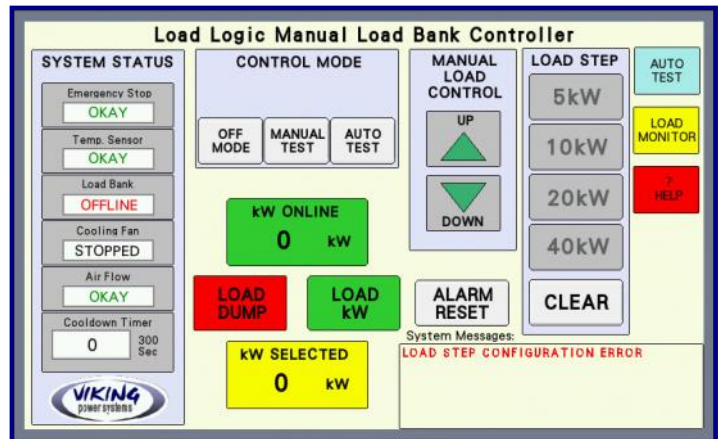 Load Logic Manual Load Bank Controller
SYSTEM STATUS
Emergency Stop
OKAY
Temp. Sensor
OKAY
Load Bank
OFFLINE
Cooling Fan
STOPPED
Air Flow
OKAY
Cooldown Timer
0
300
Sec
VIKING
power systems
CONTROL MODE
OFF
MODE
MANUAL
TEST
AUTO
TEST
kW ONLINE
0 kW
LOAD
DUMP
LOAD
kW
kW SELECTED
0 kW
MANUAL
LOAD
CONTROL
UP
DOWN
ALARM
RESET
LOAD STEP
5kW
10kW
20kW
40kW
CLEAR
System Messages:
LOAD STEP CONFIGURATION ERROR
AUTO
TEST
LOAD
MONITOR
?
HELP